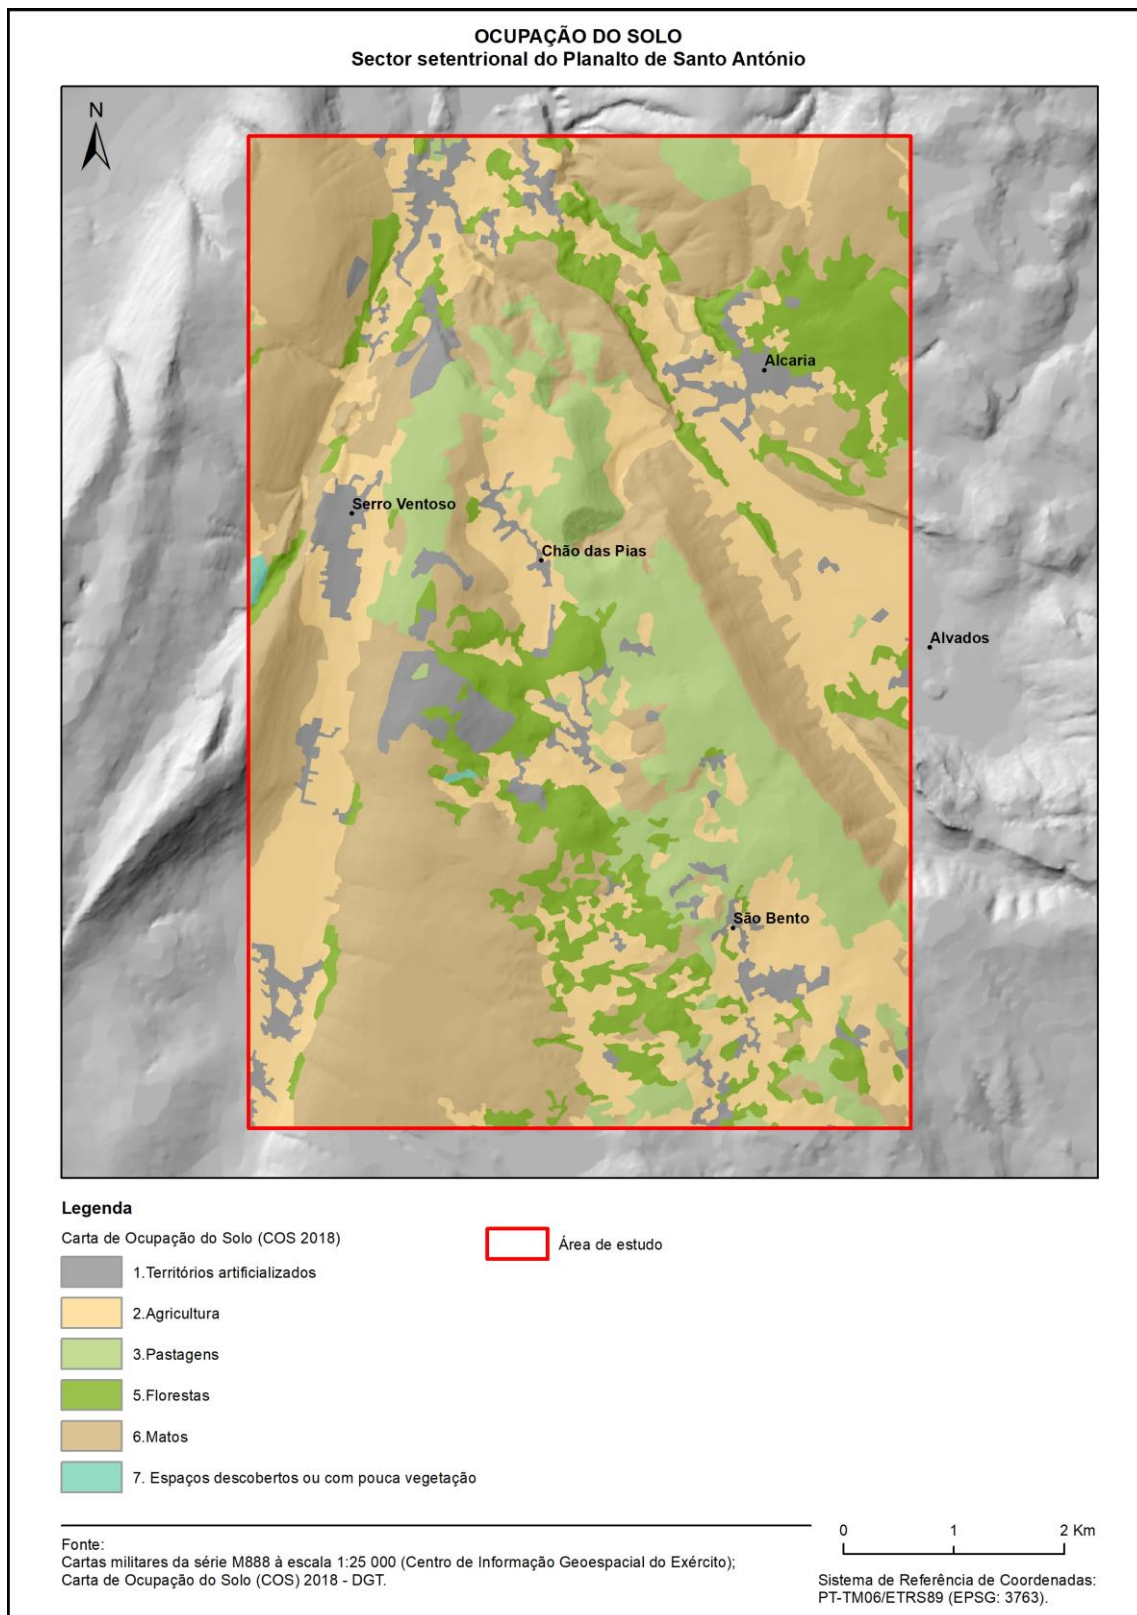 OCUPAÇÃO DO SOLO
Sector setentrional do Planalto de Santo António
N
Alcaria
Serro Ventoso
Chão das Pias
Alvados
São Bento
Legenda
Carta de Ocupação do Solo (COS 2018)
Área de estudo
1.Territórios artificializados
2.Agricultura
3.Pastagens
5.Florestas
6.Matos
7. Espaços descobertos ou com pouca vegetação
0 1 2 Km
Fonte:
Cartas militares da série M888 à escala 1:25 000 (Centro de Informação Geoespacial do Exército);
Carta de Ocupação do Solo (COS) 2018 - DGT.
Sistema de Referência de Coordenadas:
PT-TM06/ETRS89 (EPSG: 3763).